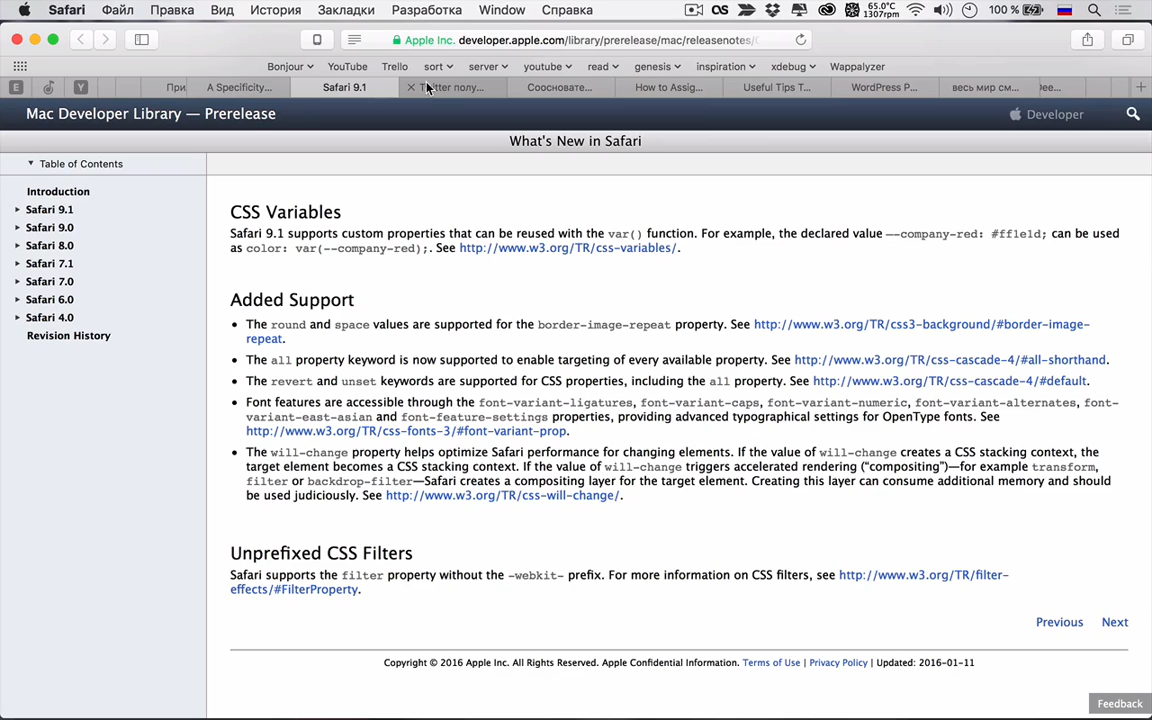 Safari Файл Правка Вид История Закладки Разработка Window Справка 65.0°C 1307rpm 100 %
Apple Inc. developer.apple.com/library/prerelease/mac/releasenotes/
Bonjour YouTube Trello sort server youtube read genesis inspiration xdebug Wappalyzer
E Y При A Specificity... Safari 9.1 полу... Соосновате... How to Assig... Useful Tips T... WordPress P... весь мир см...
Mac Developer Library — Prerelease Developer
What's New in Safari
Table of Contents
Introduction
Safari 9.1
Safari 9.0
Safari 8.0
Safari 7.1
Safari 7.0
Safari 6.0
Safari 4.0
Revision History
CSS Variables
Safari 9.1 supports custom properties that can be reused with the var() function. For example, the declared value --company-red: #ff1e1d; can be used
as color: var(--company-red);. See http://www.w3.org/TR/css-variables/.
Added Support
• The round and space values are supported for the border-image-repeat property. See http://www.w3.org/TR/css3-background/#border-image-
repeat.
• The all property keyword is now supported to enable targeting of every available property. See http://www.w3.org/TR/css-cascade-4/#all-shorthand.
• The revert and unset keywords are supported for CSS properties, including the all property. See http://www.w3.org/TR/css-cascade-4/#default.
• Font features are accessible through the font-variant-ligatures, font-variant-caps, font-variant-numeric, font-variant-alternates, font-
variant-east-asian and font-feature-settings properties, providing advanced typographical settings for OpenType fonts. See
http://www.w3.org/TR/css-fonts-3/#font-variant-prop.
• The will-change property helps optimize Safari performance for changing elements. If the value of will-change creates a CSS stacking context, the
target element becomes a CSS stacking context. If the value of will-change triggers accelerated rendering (“compositing”)—for example transform,
filter or backdrop-filter—Safari creates a compositing layer for the target element. Creating this layer can consume additional memory and should
be used judiciously. See http://www.w3.org/TR/css-will-change/.
Unprefixed CSS Filters
Safari supports the filter property without the -webkit- prefix. For more information on CSS filters, see http://www.w3.org/TR/filter-
effects/#FilterProperty.
Previous Next
Copyright © 2016 Apple Inc. All Rights Reserved. Apple Confidential Information. Terms of Use | Privacy Policy | Updated: 2016-01-11
Feedback